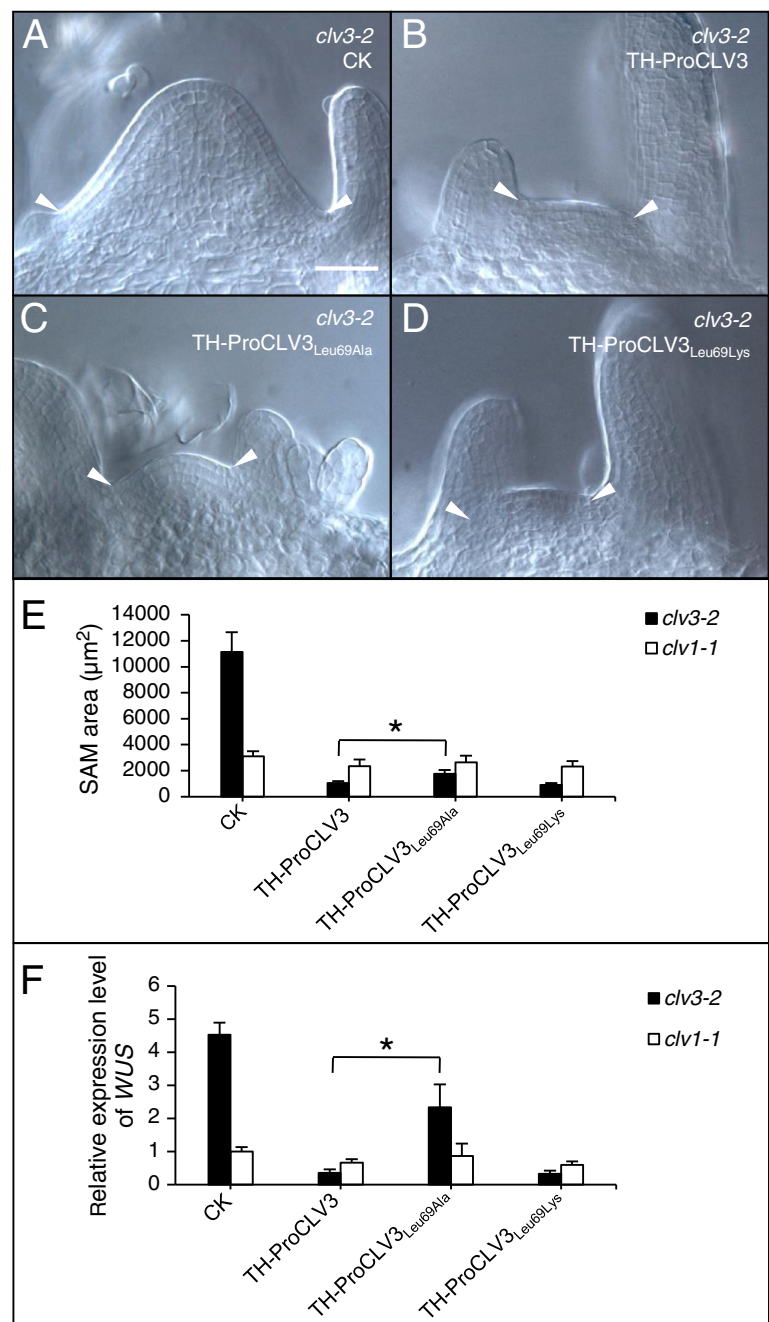 A
clv3-2
CK
B
clv3-2
TH-ProCLV3
C
clv3-2
TH-ProCLV3Leu69Ala
D
clv3-2
TH-ProCLV3Leu69Lys
E
SAM area (µm²)
14000
12000
10000
8000
6000
4000
2000
0
*
clv3-2
clv1-1
CK
TH-ProCLV3
TH-ProCLV3Leu69Ala
TH-ProCLV3Leu69Lys
F
Relative expression level
of WUS
6
5
4
3
2
1
0
*
clv3-2
clv1-1
CK
TH-ProCLV3
TH-ProCLV3Leu69Ala
TH-ProCLV3Leu69Lys